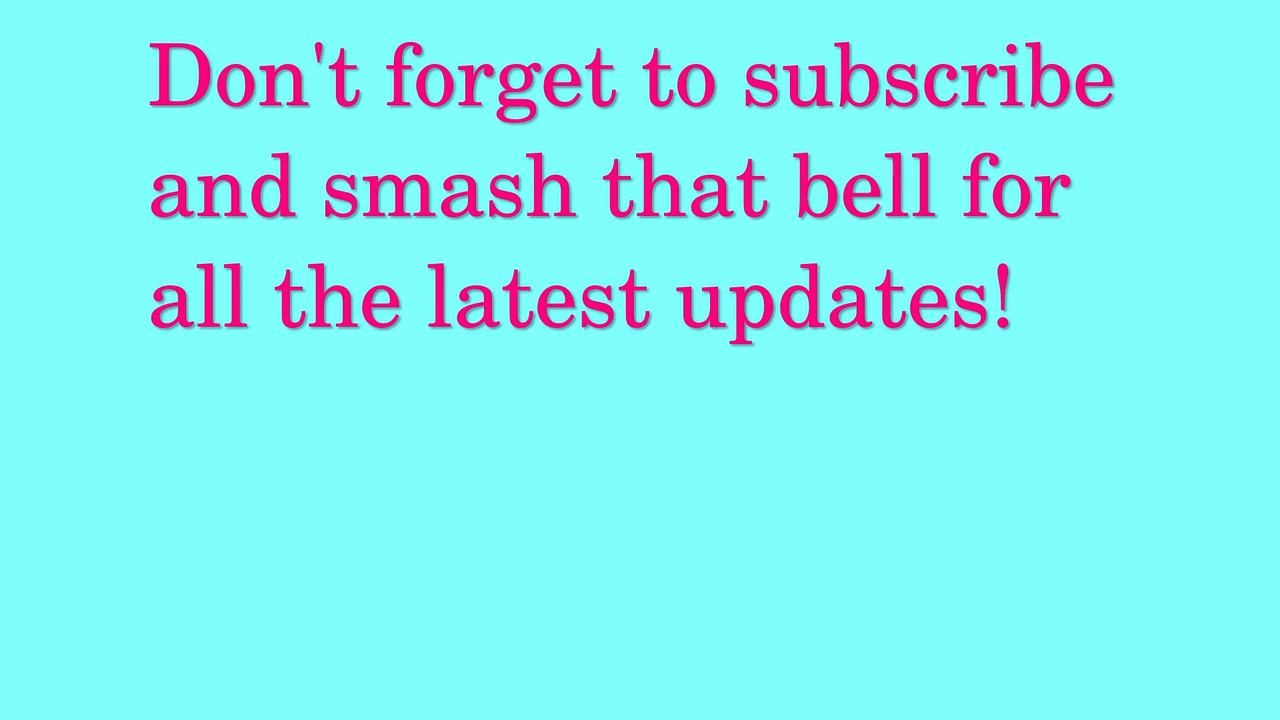 Don't forget to subscribe
and smash that bell for
all the latest updates!